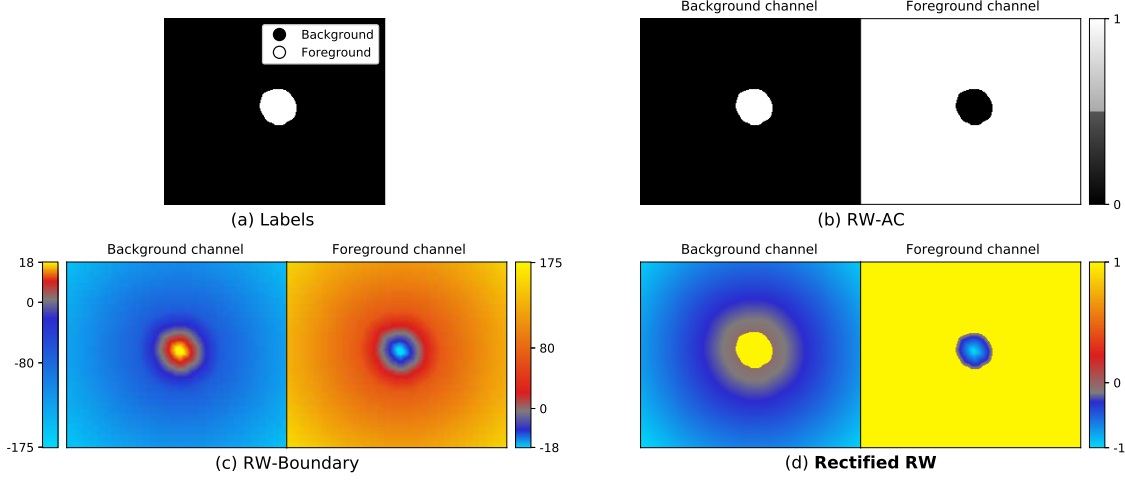 Background
Foreground
(a) Labels
Background channel
Foreground channel
1
0
(b) RW-AC
Background channel
Foreground channel
18
0
-80
-175
175
80
0
-18
(c) RW-Boundary
Background channel
Foreground channel
1
0
-1
(d) Rectified RW